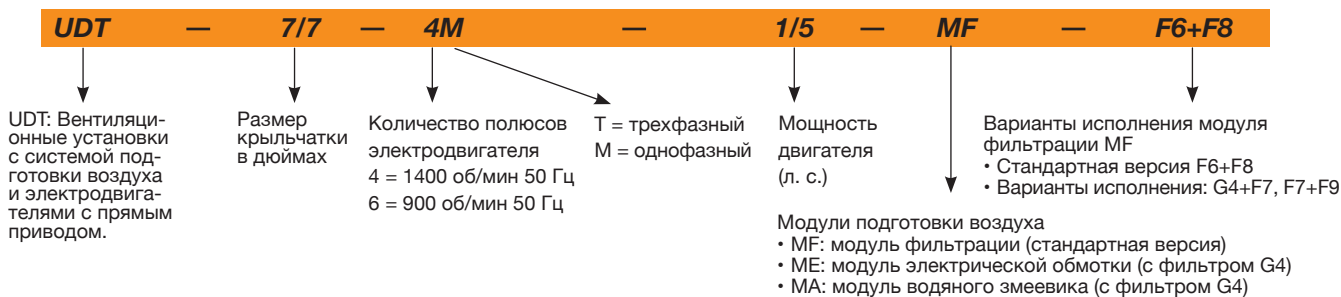 UDT — 7/7 — 4M — 1/5 — MF — F6+F8
UDT: Вентиляци-
онные установки
с системой под-
готовки воздуха
и электродвига-
телями с прямым
приводом.
Размер
крыльчатки
в дюймах
Количество полюсов
электродвигателя
4 = 1400 об/мин 50 Гц
6 = 900 об/мин 50 Гц
T = трехфазный
M = однофазный
Мощность
двигателя
(л. с.)
Варианты исполнения модуля
фильтрации MF
• Стандартная версия F6+F8
• Варианты исполнения: G4+F7, F7+F9
Модули подготовки воздуха
• MF: модуль фильтрации (стандартная версия)
• ME: модуль электрической обмотки (с фильтром G4)
• MA: модуль водяного змеевика (с фильтром G4)